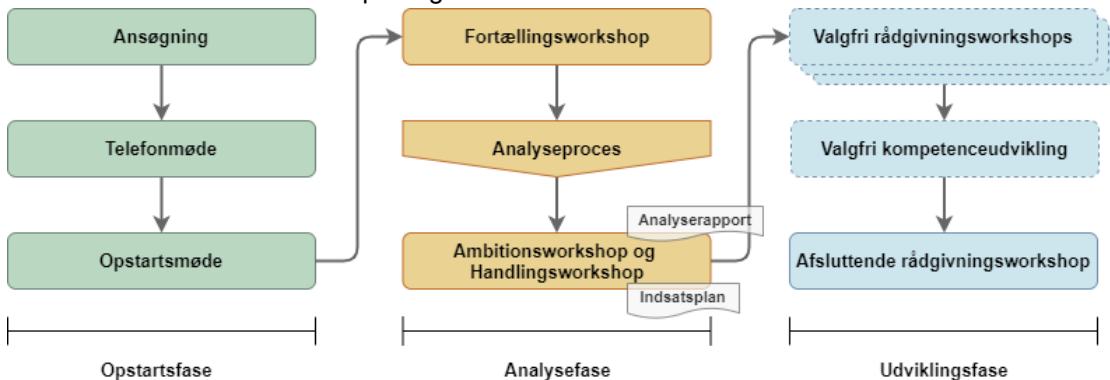 Ansøgning
Telefonmøde
Opstartsmøde
Opstartsfase
Fortællingsworkshop
Analyseproces
Analyserapport
Ambitionsworkshop og
Handlingsworkshop
Indsatsplan
Analysefase
Valgfri rådgivningsworkshops
Valgfri kompetenceudvikling
Afsluttende rådgivningsworkshop
Udviklingsfase